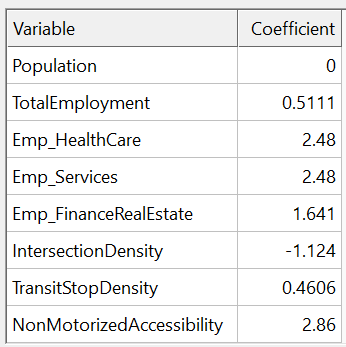 Variable Coefficient
Population 0
TotalEmployment 0.5111
Emp_HealthCare 2.48
Emp_Services 2.48
Emp_FinanceRealEstate 1.641
IntersectionDensity -1.124
TransitStopDensity 0.4606
NonMotorizedAccessibility 2.86